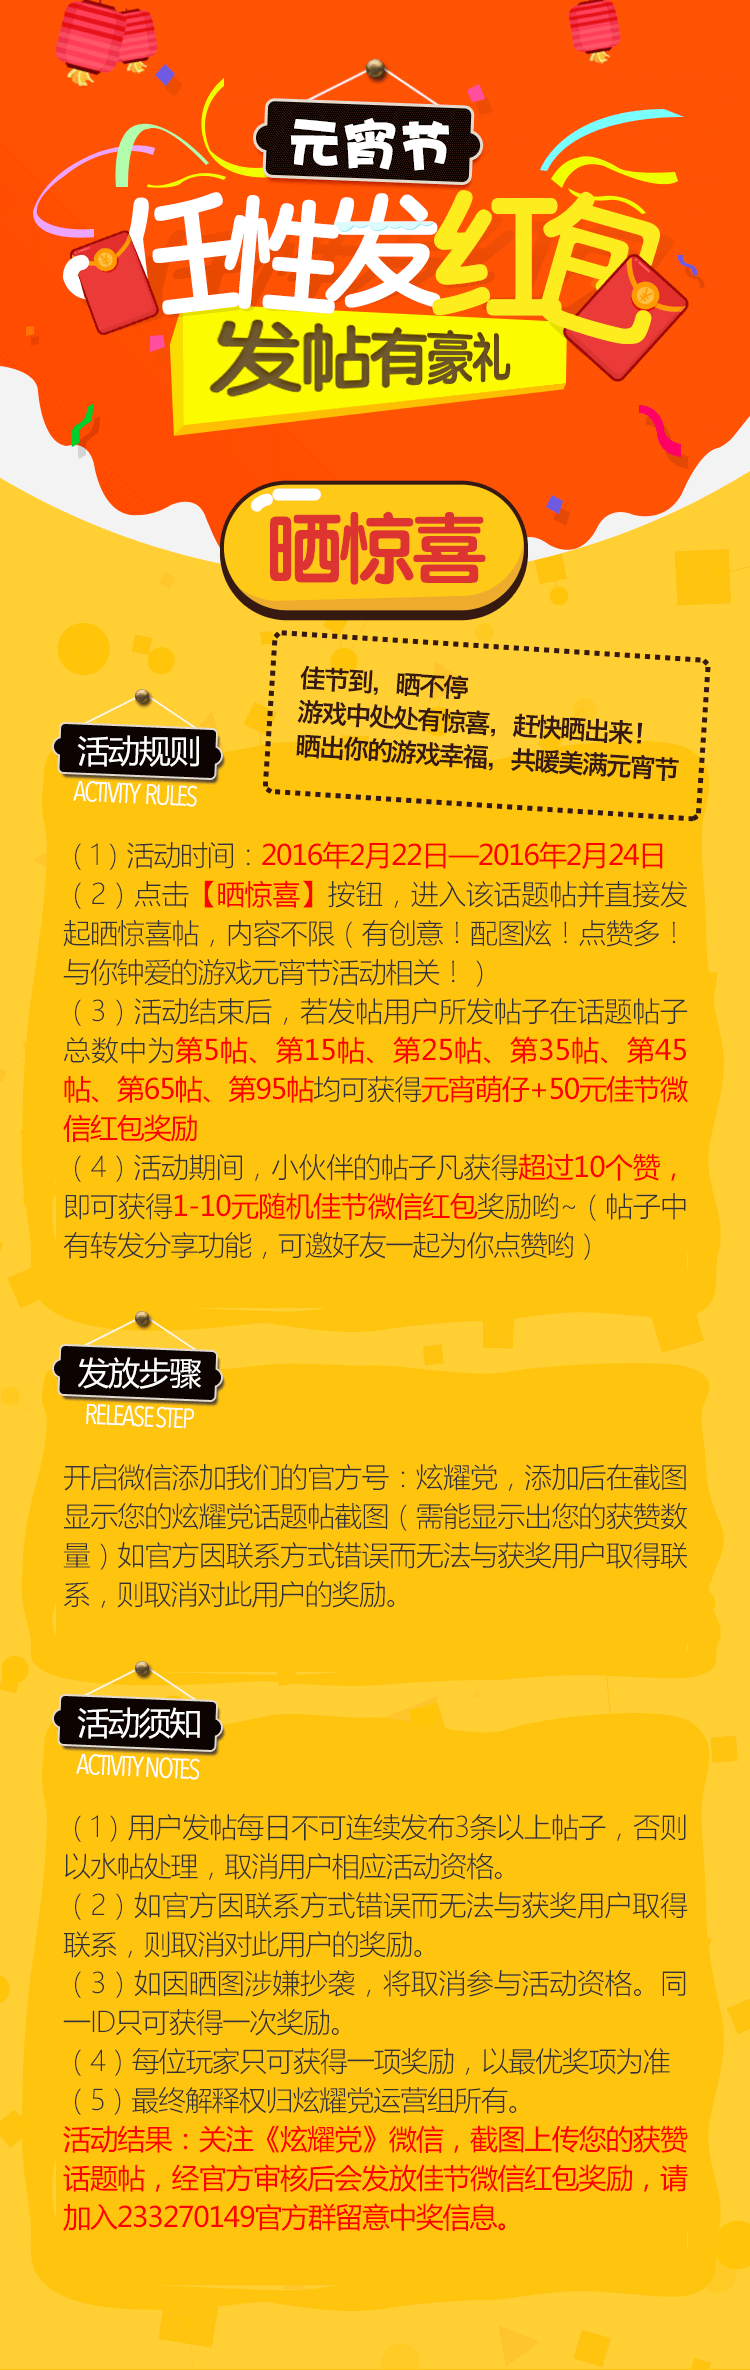 元宵节
任性发红包
发帖有豪礼
晒惊喜
佳节到，晒不停
游戏中处处有惊喜，赶快晒出来！
晒出你的游戏幸福，共暖美满元宵节
活动规则
ACTIVITY RULES
（1）活动时间：2016年2月22日—2016年2月24日
（2）点击【晒惊喜】按钮，进入该话题帖并直接发
起晒惊喜帖，内容不限（有创意！配图炫！点赞多！
与你钟爱的游戏元宵节活动相关！）
（3）活动结束后，若发帖用户所发帖子在话题帖子
总数中为第5帖、第15帖、第25帖、第35帖、第45
帖、第65帖、第95帖均可获得元宵萌仔+50元佳节微
信红包奖励
（4）活动期间，小伙伴的帖子凡获得超过10个赞，
即可获得1-10元随机佳节微信红包奖励哟~（帖子中
有转发分享功能，可邀好友一起为你点赞哟）
发放步骤
RELEASE STEP
开启微信添加我们的官方号：炫耀党，添加后在截图
显示您的炫耀党话题帖截图（需能显示出您的获赞数
量）如官方因联系方式错误而无法与获奖用户取得联
系，则取消对此用户的奖励。
活动须知
ACTIVITY NOTES
（1）用户发帖每日不可连续发布3条以上帖子，否则
以水帖处理，取消用户相应活动资格。
（2）如官方因联系方式错误而无法与获奖用户取得
联系，则取消对此用户的奖励。
（3）如因晒图涉嫌抄袭，将取消参与活动资格。同
一ID只可获得一次奖励。
（4）每位玩家只可获得一项奖励，以最优奖项为准
（5）最终解释权归炫耀党运营组所有。
活动结果：关注《炫耀党》微信，截图上传您的获赞
话题帖，经官方审核后会发放佳节微信红包奖励，请
加入233270149官方群留意中奖信息。